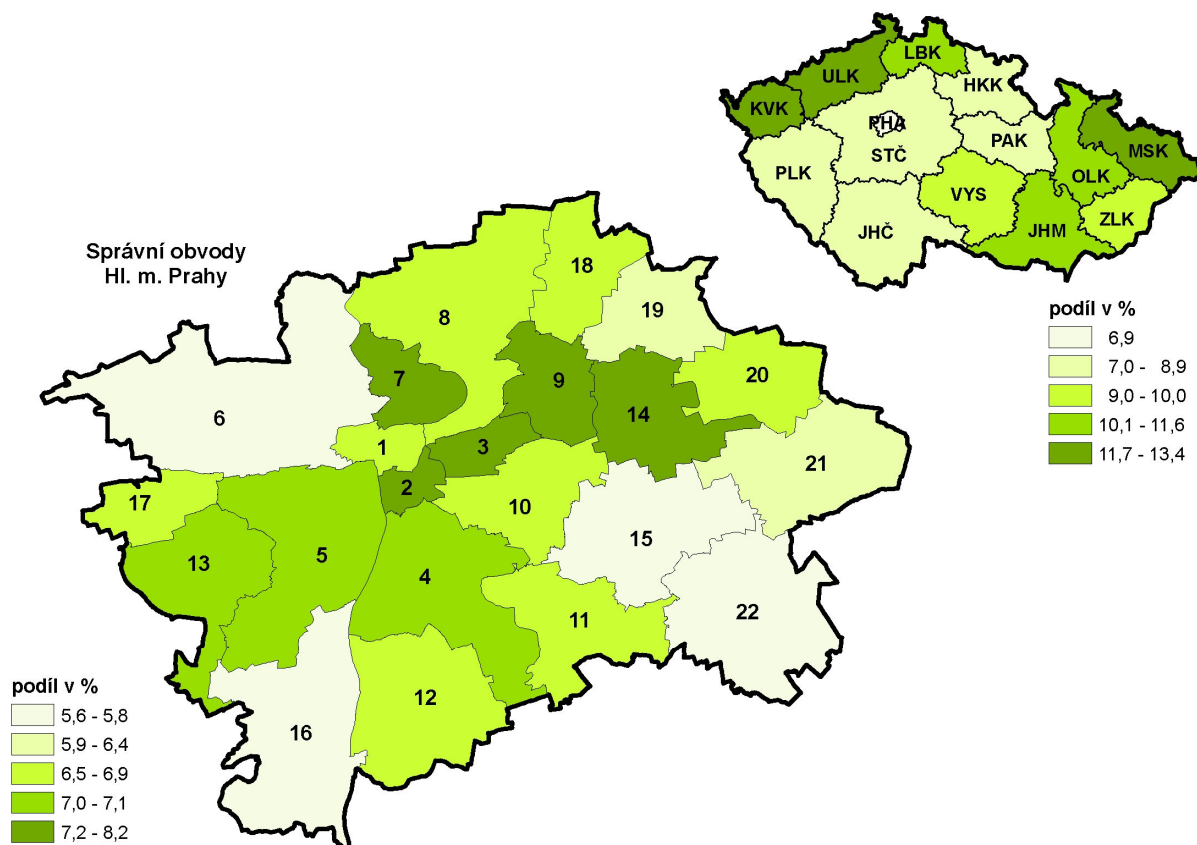 LBK
ULK
HKK
KVK
PHA
PAK
MSK
STČ
PLK
OLK
VYS
ZLK
JHČ
JHM
Správní obvody
Hl. m. Prahy
podíl v %
6,9
7,0 - 8,9
9,0 - 10,0
10,1 - 11,6
11,7 - 13,4
18
19
8
7
9
20
6
14
1
3
21
2
17
10
15
5
13
4
22
11
12
16
podíl v %
5,6 - 5,8
5,9 - 6,4
6,5 - 6,9
7,0 - 7,1
7,2 - 8,2